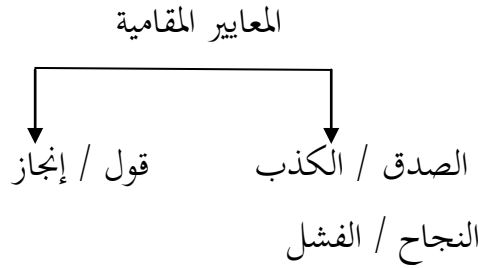 المعايير المقامية
الصدق / الكذب قول / إنجاز
النجاح / الفشل